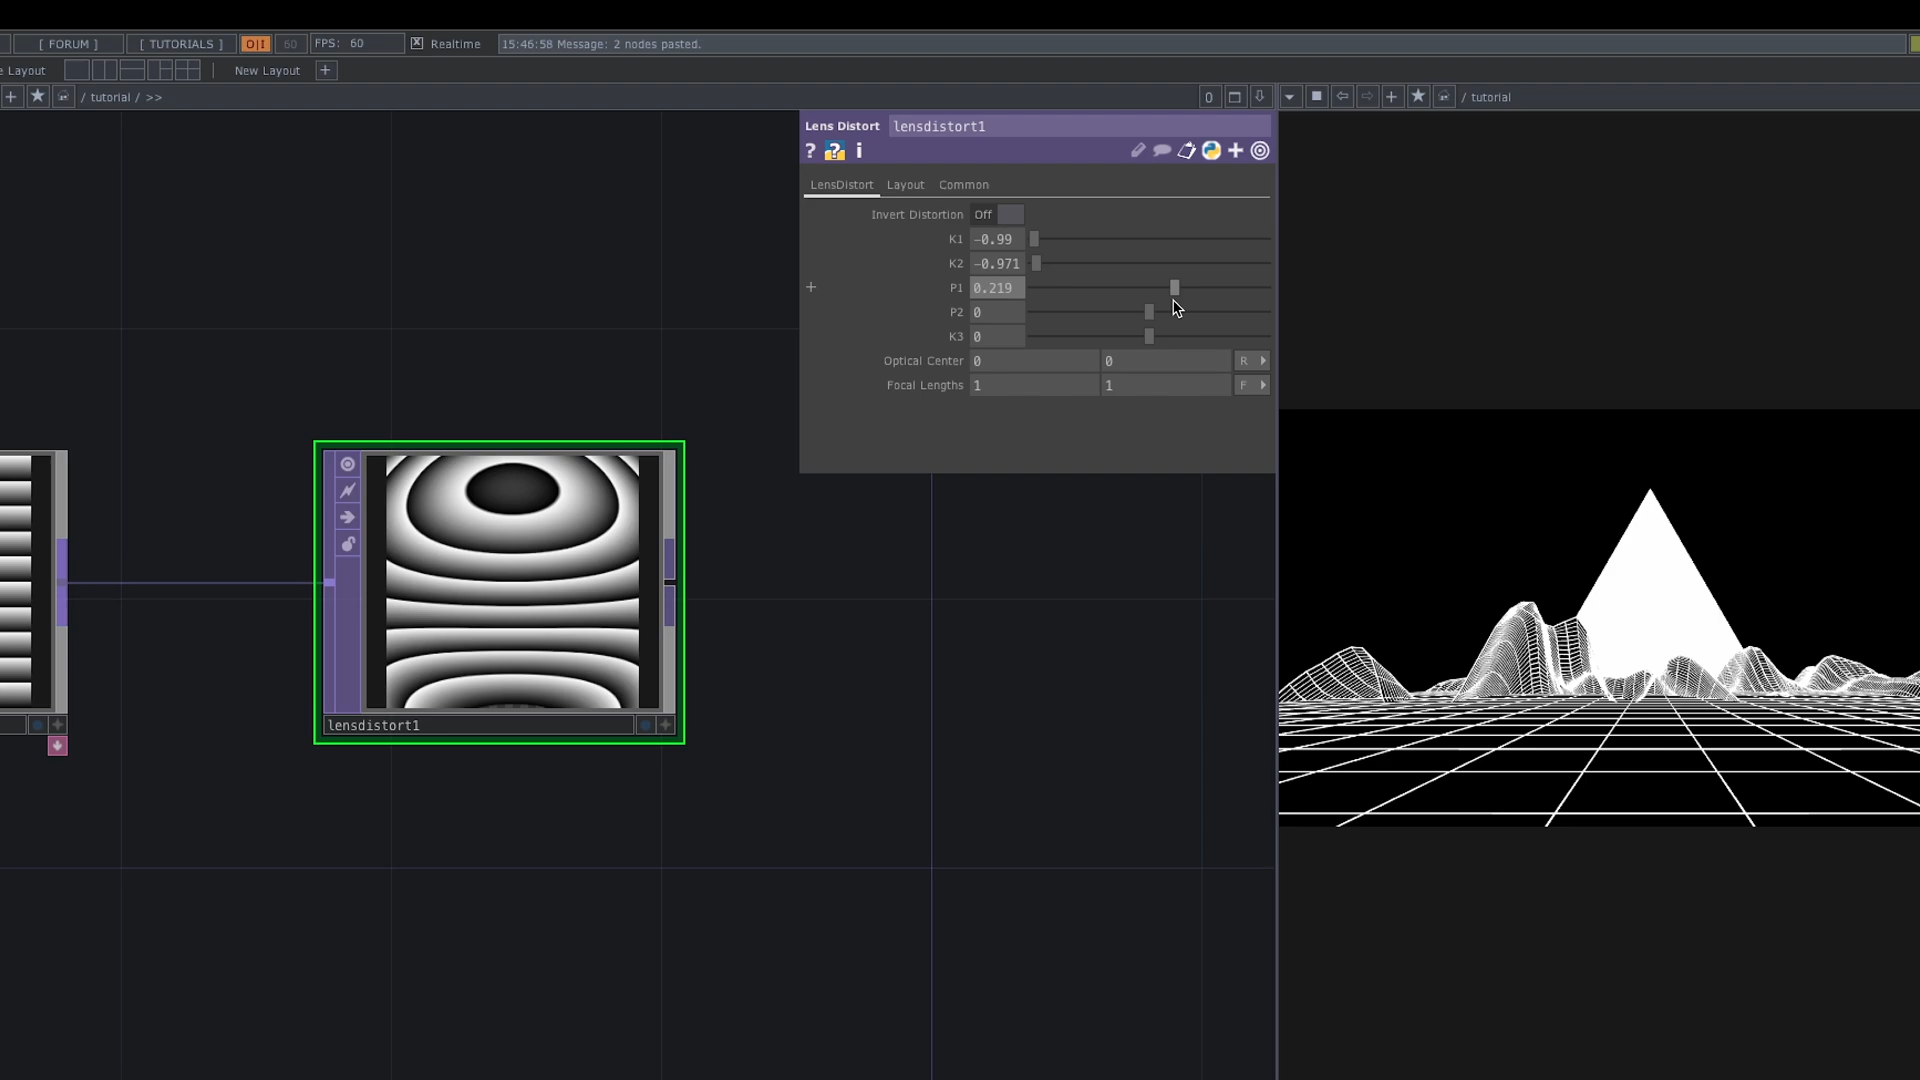 [ FORUM ] [ TUTORIALS ] O|I 60 FPS: 60 Realtime 15:46:58 Message: 2 nodes pasted.
e Layout New Layout +
+ / tutorial / >> 0 + / tutorial
Lens Distort lensdistort1
? ? i
LensDistort Layout Common
Invert Distortion Off
K1 -0.99
K2 -0.971
+ P1 0.219
P2 0
K3 0
Optical Center 0 0 R
Focal Lengths 1 1 F
lensdistort1